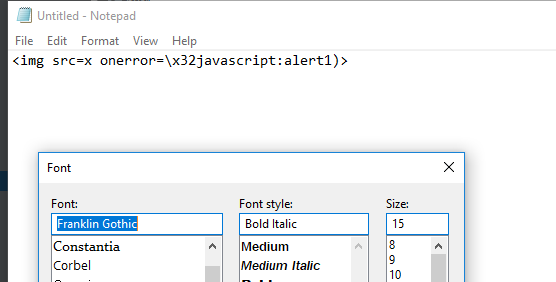 Untitled - Notepad
File Edit Format View Help
<img src=x onerror=\x32javascript:alert1)>
Font
Font: Font style: Size:
Franklin Gothic Bold Italic 15
Constantia Medium 8
Corbel Medium Italic 9
10